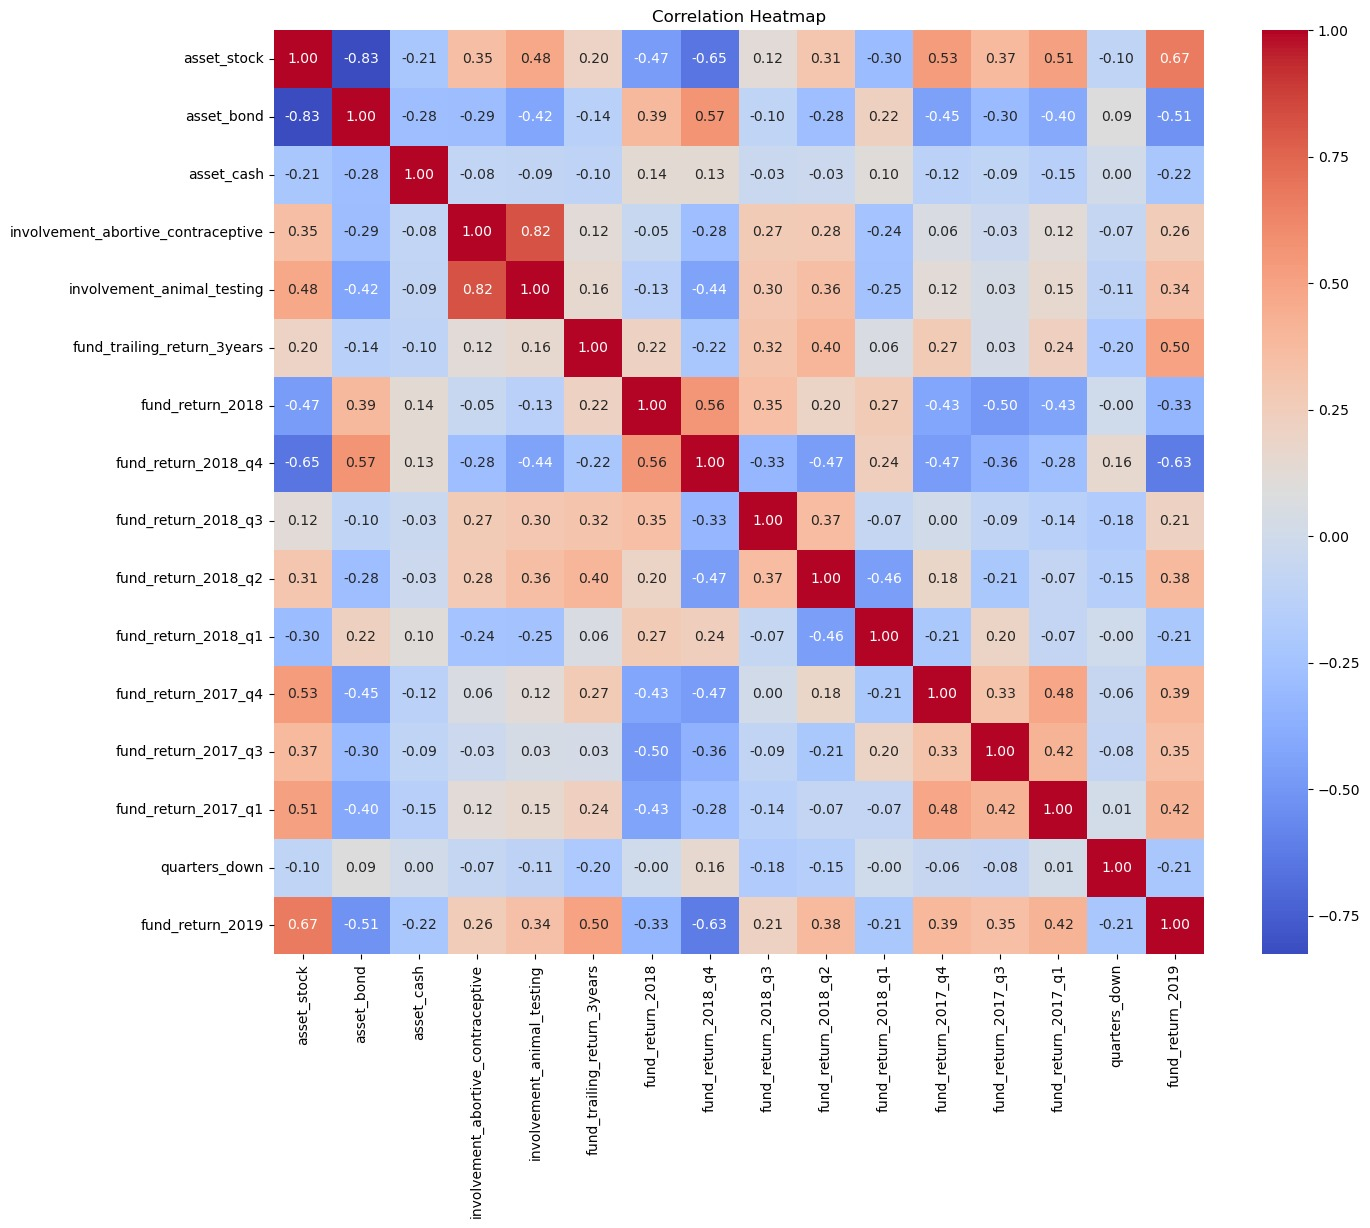 Correlation Heatmap
asset_stock 1.00 -0.83 -0.21 0.35 0.48 0.20 -0.47 -0.65 0.12 0.31 -0.30 0.53 0.37 0.51 -0.10 0.67
asset_bond -0.83 1.00 -0.28 -0.29 -0.42 -0.14 0.39 0.57 -0.10 -0.28 0.22 -0.45 -0.30 -0.40 0.09 -0.51
asset_cash -0.21 -0.28 1.00 -0.08 -0.09 -0.10 0.14 0.13 -0.03 -0.03 0.10 -0.12 -0.09 -0.15 0.00 -0.22
involvement_abortive_contraceptive 0.35 -0.29 -0.08 1.00 0.82 0.12 -0.05 -0.28 0.27 0.28 -0.24 0.06 -0.03 0.12 -0.07 0.26
involvement_animal_testing 0.48 -0.42 -0.09 0.82 1.00 0.16 -0.13 -0.44 0.30 0.36 -0.25 0.12 0.03 0.15 -0.11 0.34
fund_trailing_return_3years 0.20 -0.14 -0.10 0.12 0.16 1.00 0.22 -0.22 0.32 0.40 0.06 0.27 0.03 0.24 -0.20 0.50
fund_return_2018 -0.47 0.39 0.14 -0.05 -0.13 0.22 1.00 0.56 0.35 0.20 0.27 -0.43 -0.50 -0.43 -0.00 -0.33
fund_return_2018_q4 -0.65 0.57 0.13 -0.28 -0.44 -0.22 0.56 1.00 -0.33 -0.47 0.24 -0.47 -0.36 -0.28 0.16 -0.63
fund_return_2018_q3 0.12 -0.10 -0.03 0.27 0.30 0.32 0.35 -0.33 1.00 0.37 -0.07 0.00 -0.09 -0.14 -0.18 0.21
fund_return_2018_q2 0.31 -0.28 -0.03 0.28 0.36 0.40 0.20 -0.47 0.37 1.00 -0.46 0.18 -0.21 -0.07 -0.15 0.38
fund_return_2018_q1 -0.30 0.22 0.10 -0.24 -0.25 0.06 0.27 0.24 -0.07 -0.46 1.00 -0.21 0.20 -0.07 -0.00 -0.21
fund_return_2017_q4 0.53 -0.45 -0.12 0.06 0.12 0.27 -0.43 -0.47 0.00 0.18 -0.21 1.00 0.33 0.48 -0.06 0.39
fund_return_2017_q3 0.37 -0.30 -0.09 -0.03 0.03 0.03 -0.50 -0.36 -0.09 -0.21 0.20 0.33 1.00 0.42 -0.08 0.35
fund_return_2017_q1 0.51 -0.40 -0.15 0.12 0.15 0.24 -0.43 -0.28 -0.14 -0.07 -0.07 0.48 0.42 1.00 0.01 0.42
quarters_down -0.10 0.09 0.00 -0.07 -0.11 -0.20 -0.00 0.16 -0.18 -0.15 -0.00 -0.06 -0.08 0.01 1.00 -0.21
fund_return_2019 0.67 -0.51 -0.22 0.26 0.34 0.50 -0.33 -0.63 0.21 0.38 -0.21 0.39 0.35 0.42 -0.21 1.00
asset_stock
asset_bond
asset_cash
involvement_abortive_contraceptive
involvement_animal_testing
fund_trailing_return_3years
fund_return_2018
fund_return_2018_q4
fund_return_2018_q3
fund_return_2018_q2
fund_return_2018_q1
fund_return_2017_q4
fund_return_2017_q3
fund_return_2017_q1
quarters_down
fund_return_2019
1.00
0.75
0.50
0.25
0.00
−0.25
−0.50
−0.75